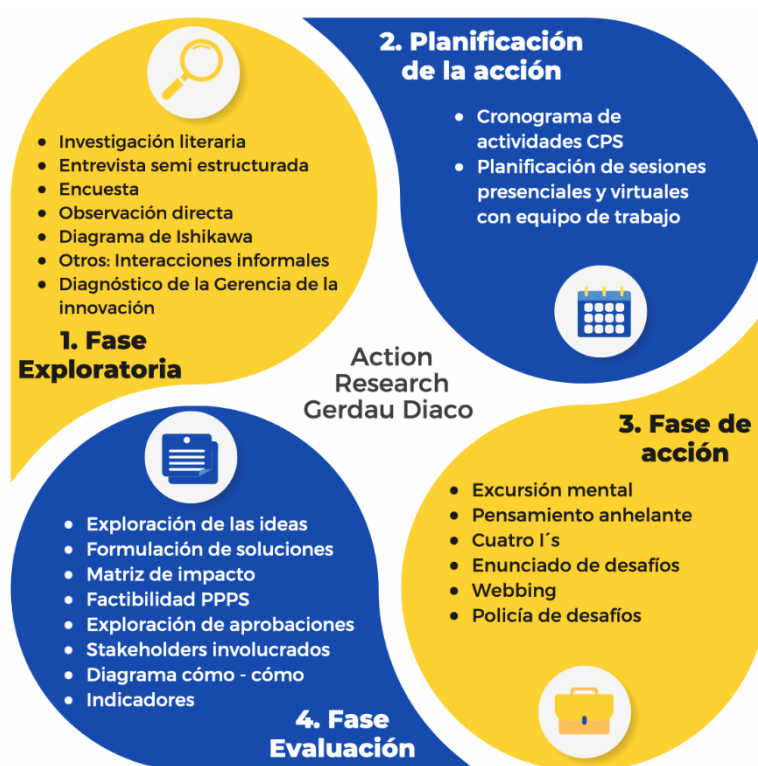 ● Investigación literaria
● Entrevista semi estructurada
● Encuesta
● Observación directa
● Diagrama de Ishikawa
● Otros: Interacciones informales
● Diagnóstico de la Gerencia de la
innovación
1. Fase
Exploratoria
2. Planificación
de la acción
● Cronograma de
actividades CPS
● Planificación de sesiones
presenciales y virtuales
con equipo de trabajo
Action
Research
Gerdau Diaco
3. Fase de
acción
● Excursión mental
● Pensamiento anhelante
● Cuatro I´s
● Enunciado de desafíos
● Webbing
● Policía de desafíos
● Exploración de las ideas
● Formulación de soluciones
● Matriz de impacto
● Factibilidad PPPS
● Exploración de aprobaciones
● Stakeholders involucrados
● Diagrama cómo - cómo
● Indicadores
4. Fase
Evaluación